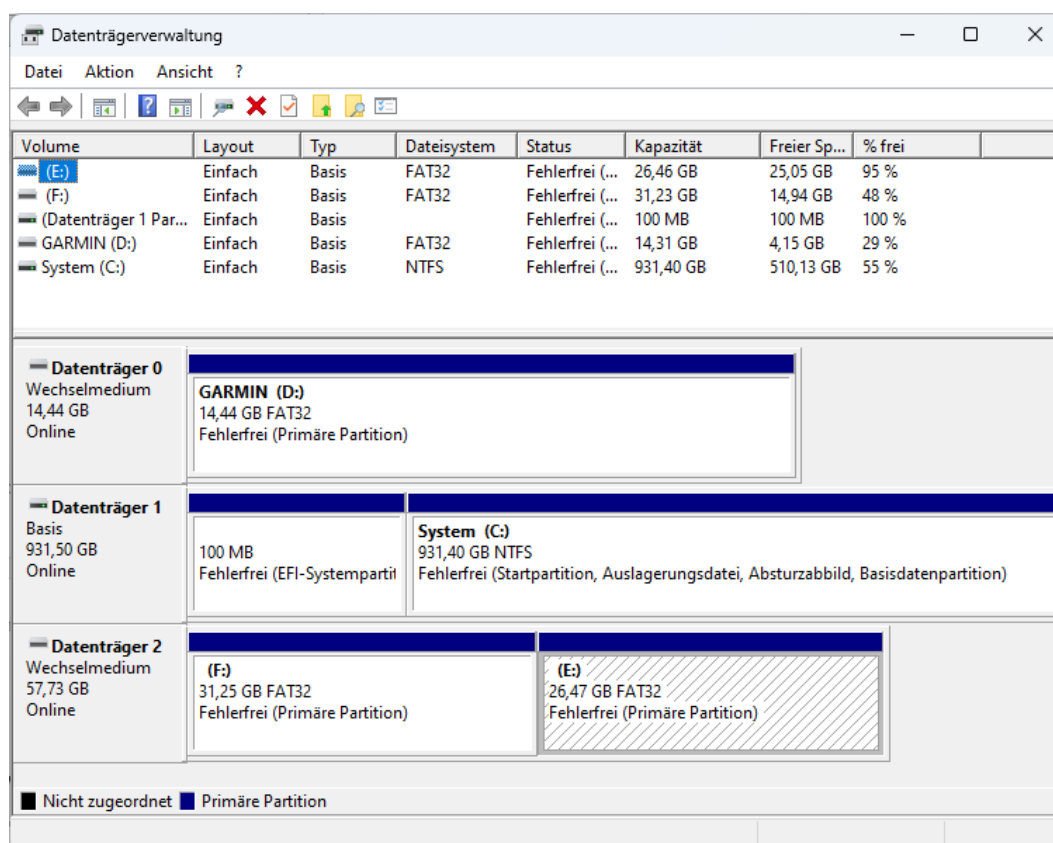 Datenträgerverwaltung
Datei Aktion Ansicht ?
Volume Layout Typ Dateisystem Status Kapazität Freier Sp... % frei
(E:) Einfach Basis FAT32 Fehlerfrei (... 26,46 GB 25,05 GB 95 %
(F:) Einfach Basis FAT32 Fehlerfrei (... 31,23 GB 14,94 GB 48 %
(Datenträger 1 Par... Einfach Basis Fehlerfrei (... 100 MB 100 MB 100 %
GARMIN (D:) Einfach Basis FAT32 Fehlerfrei (... 14,31 GB 4,15 GB 29 %
System (C:) Einfach Basis NTFS Fehlerfrei (... 931,40 GB 510,13 GB 55 %
Datenträger 0
Wechselmedium
14,44 GB
Online
GARMIN (D:)
14,44 GB FAT32
Fehlerfrei (Primäre Partition)
Datenträger 1
Basis
931,50 GB
Online
100 MB
Fehlerfrei (EFI-Systempartit
System (C:)
931,40 GB NTFS
Fehlerfrei (Startpartition, Auslagerungsdatei, Absturzabbild, Basisdatenpartition)
Datenträger 2
Wechselmedium
57,73 GB
Online
(F:)
31,25 GB FAT32
Fehlerfrei (Primäre Partition)
(E:)
26,47 GB FAT32
Fehlerfrei (Primäre Partition)
Nicht zugeordnet Primäre Partition